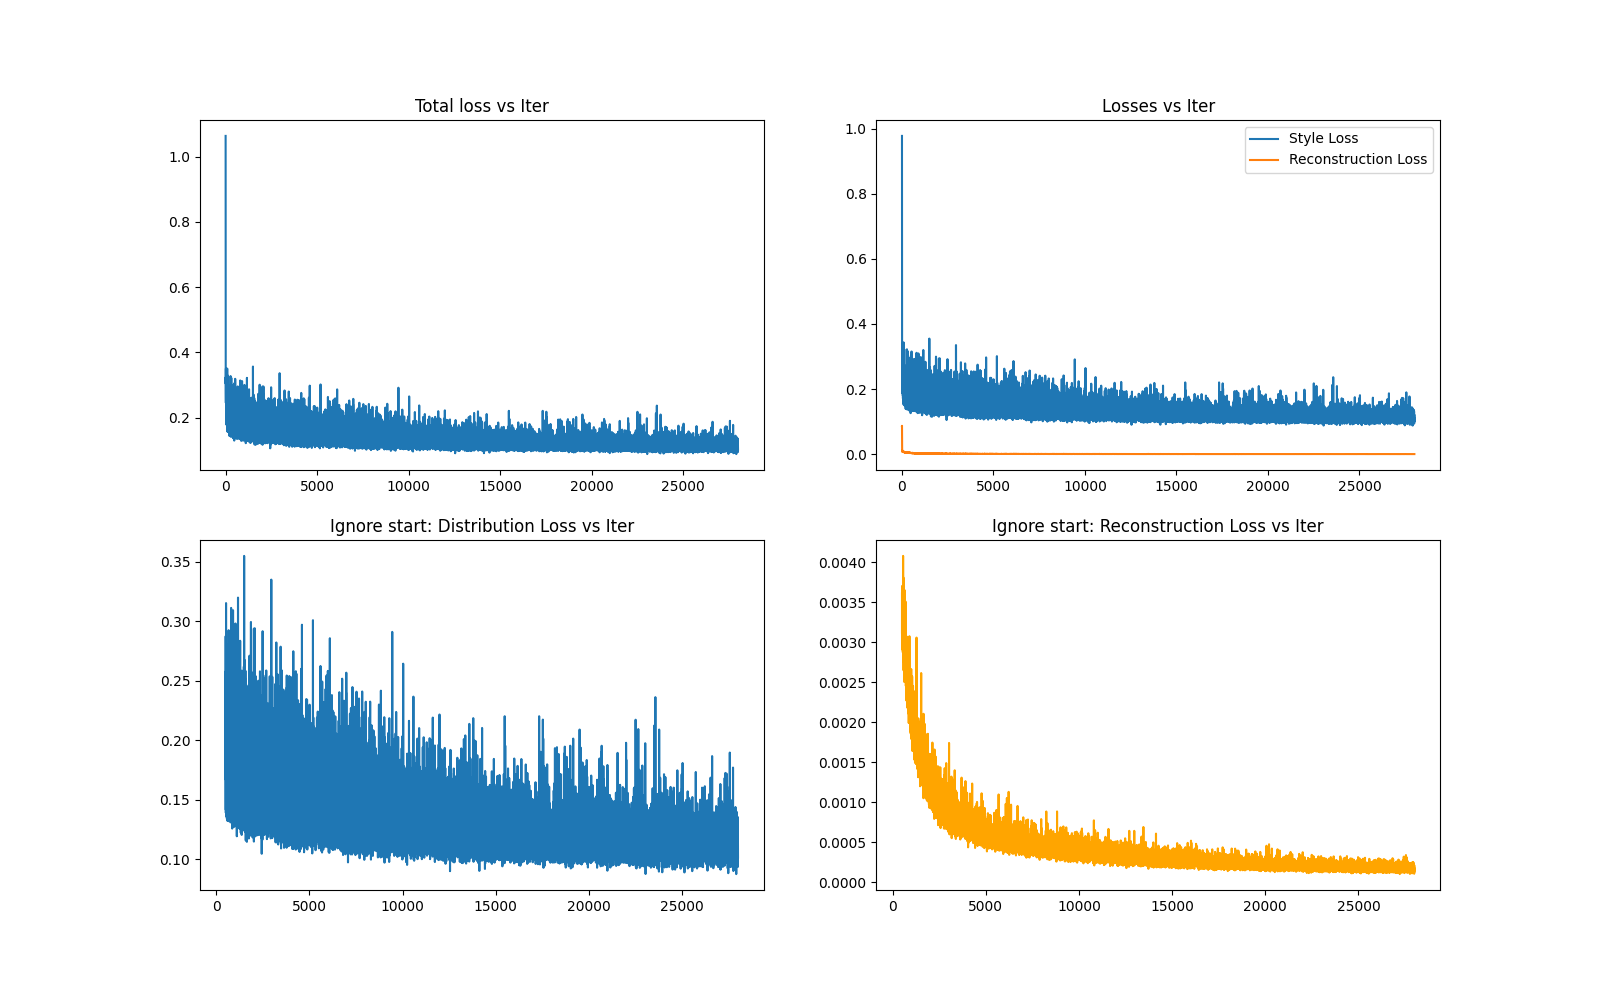 Total loss vs Iter
1.0
0.8
0.6
0.4
0.2
0 5000 10000 15000 20000 25000
Losses vs Iter
Style Loss
Reconstruction Loss
1.0
0.8
0.6
0.4
0.2
0.0
0 5000 10000 15000 20000 25000
Ignore start: Distribution Loss vs Iter
0.35
0.30
0.25
0.20
0.15
0.10
0 5000 10000 15000 20000 25000
Ignore start: Reconstruction Loss vs Iter
0.0040
0.0035
0.0030
0.0025
0.0020
0.0015
0.0010
0.0005
0.0000
0 5000 10000 15000 20000 25000